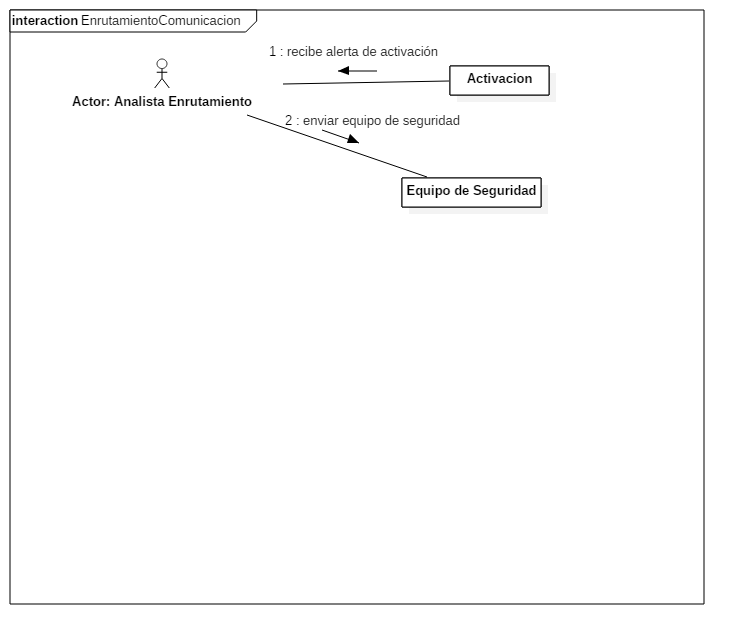 interaction EnrutamientoComunicacion
1 : recibe alerta de activación
Activacion
Actor: Analista Enrutamiento
2 : enviar equipo de seguridad
Equipo de Seguridad